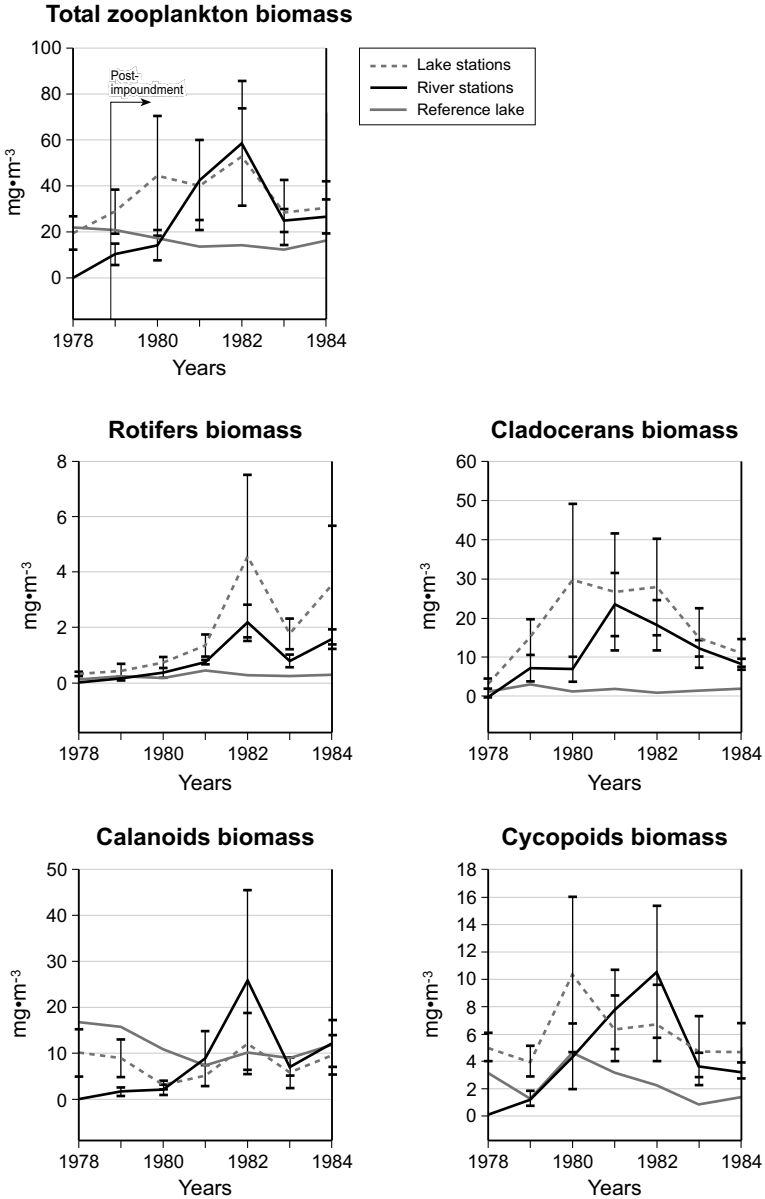 Total zooplankton biomass
100
80
60
40
20
0
mg•m-3
Post-
impoundment
1978
1980
1982
1984
Years
Lake stations
River stations
Reference lake
Rotifers biomass
8
6
4
2
0
mg•m-3
1978
1980
1982
1984
Years
Cladocerans biomass
60
50
40
30
20
10
0
mg•m-3
1978
1980
1982
1984
Years
Calanoids biomass
50
40
30
20
10
0
mg•m-3
1978
1980
1982
1984
Years
Cycopoids biomass
18
16
14
12
10
8
6
4
2
0
mg•m-3
1978
1980
1982
1984
Years